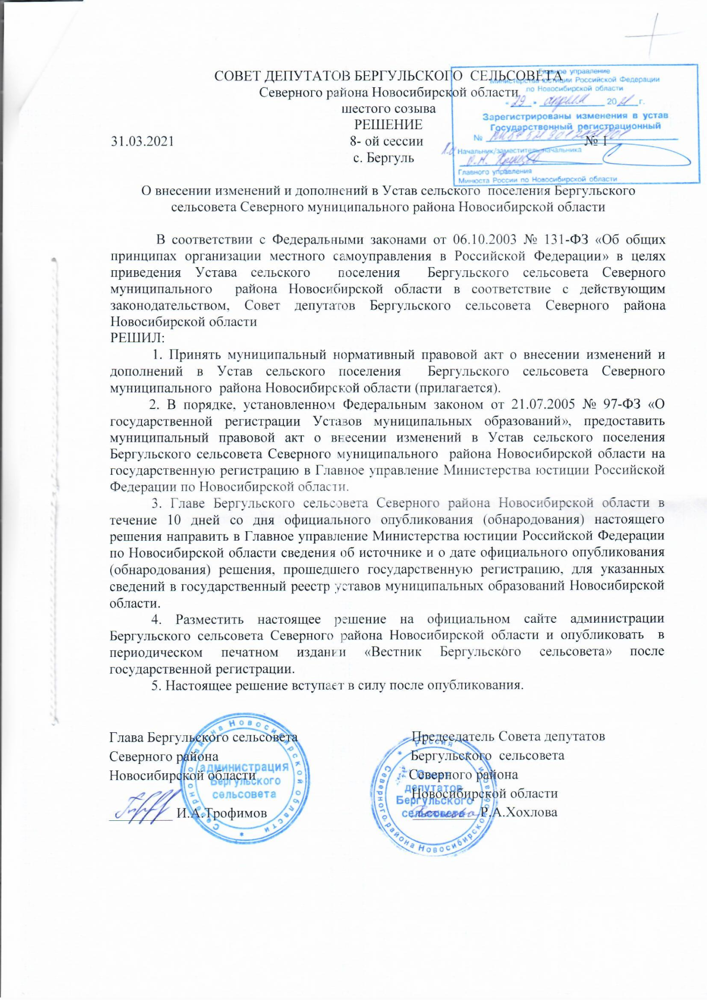 СОВЕТ ДЕПУТАТОВ БЕРГУЛЬСКОГО СЕЛЬСОВЕТА
Северного района Новосибирской области
шестого созыва
РЕШЕНИЕ
31.03.2021 8- ой сессии № 1
с. Бергуль
Главное управление
Министерства юстиции Российской Федерации
по Новосибирской области
« 29 » апреля 20 21 г.
Зарегистрированы изменения в устав
Государственный регистрационный
№
Начальник/заместитель начальника
Главного управления
Минюста России по Новосибирской области
О внесении изменений и дополнений в Устав сельского поселения Бергульского
сельсовета Северного муниципального района Новосибирской области
В соответствии с Федеральными законами от 06.10.2003 № 131-ФЗ «Об общих
принципах организации местного самоуправления в Российской Федерации» в целях
приведения Устава сельского поселения Бергульского сельсовета Северного
муниципального района Новосибирской области в соответствие с действующим
законодательством, Совет депутатов Бергульского сельсовета Северного района
Новосибирской области
РЕШИЛ:
1. Принять муниципальный нормативный правовой акт о внесении изменений и
дополнений в Устав сельского поселения Бергульского сельсовета Северного
муниципального района Новосибирской области (прилагается).
2. В порядке, установленном Федеральным законом от 21.07.2005 № 97-ФЗ «О
государственной регистрации Уставов муниципальных образований», предоставить
муниципальный правовой акт о внесении изменений в Устав сельского поселения
Бергульского сельсовета Северного муниципального района Новосибирской области на
государственную регистрацию в Главное управление Министерства юстиции Российской
Федерации по Новосибирской области.
3. Главе Бергульского сельсовета Северного района Новосибирской области в
течение 10 дней со дня официального опубликования (обнародования) настоящего
решения направить в Главное управление Министерства юстиции Российской Федерации
по Новосибирской области сведения об источнике и о дате официального опубликования
(обнародования) решения, прошедшего государственную регистрацию, для указанных
сведений в государственный реестр уставов муниципальных образований Новосибирской
области.
4. Разместить настоящее решение на официальном сайте администрации
Бергульского сельсовета Северного района Новосибирской области и опубликовать в
периодическом печатном издании «Вестник Бергульского сельсовета» после
государственной регистрации.
5. Настоящее решение вступает в силу после опубликования.
Глава Бергульского сельсовета
Северного района
Новосибирской области
И.А.Трофимов
Северного района Новосибирской области
администрация
Бергульского
сельсовета
Председатель Совета депутатов
Бергульского сельсовета
Северного района
Новосибирской области
Р.А.Хохлова
Россия
Северного района Новосибирской области
Совет
депутатов
Бергульского
сельсовета